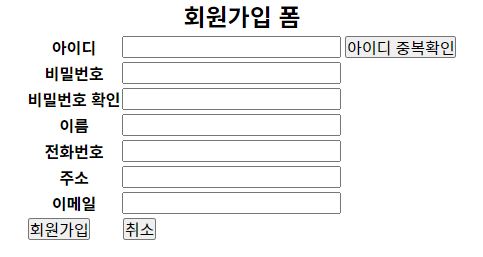 회원가입 폼
아이디 아이디 중복확인
비밀번호
비밀번호 확인
이름
전화번호
주소
이메일
회원가입 취소